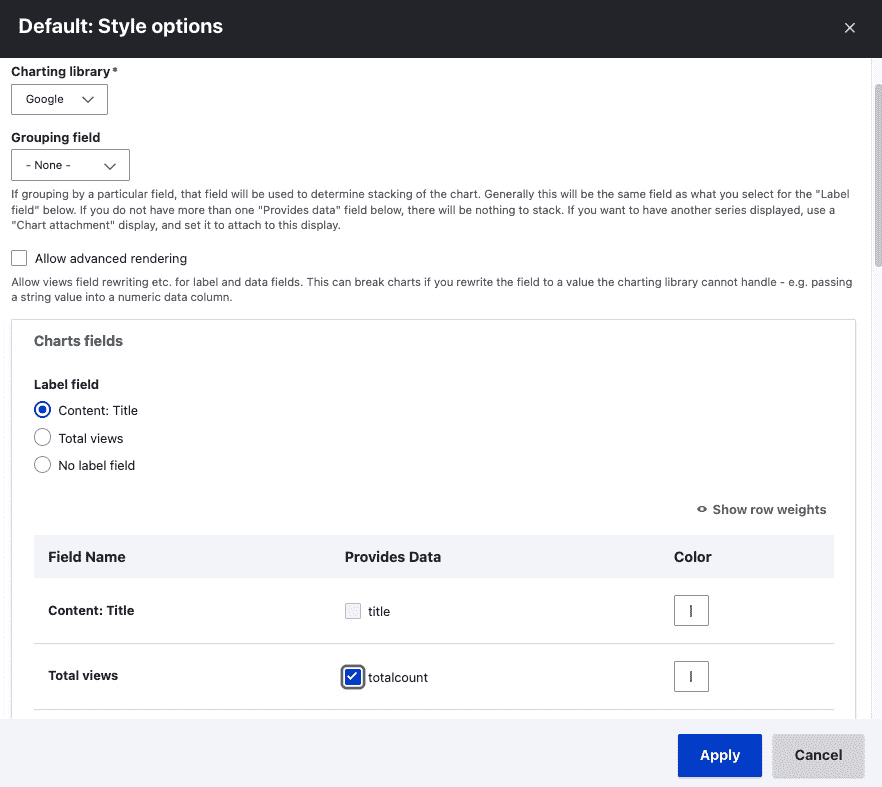 Default: Style options
Charting library*
Google
Grouping field
- None -
If grouping by a particular field, that field will be used to determine stacking of the chart. Generally this will be the same field as what you select for the "Label
field" below. If you do not have more than one "Provides data" field below, there will be nothing to stack. If you want to have another series displayed, use a
"Chart attachment" display, and set it to attach to this display.
Allow advanced rendering
Allow views field rewriting etc. for label and data fields. This can break charts if you rewrite the field to a value the charting library cannot handle - e.g. passing
a string value into a numeric data column.
Charts fields
Label field
Content: Title
Total views
No label field
Show row weights
Field Name Provides Data Color
Content: Title title
Total views totalcount
Apply Cancel